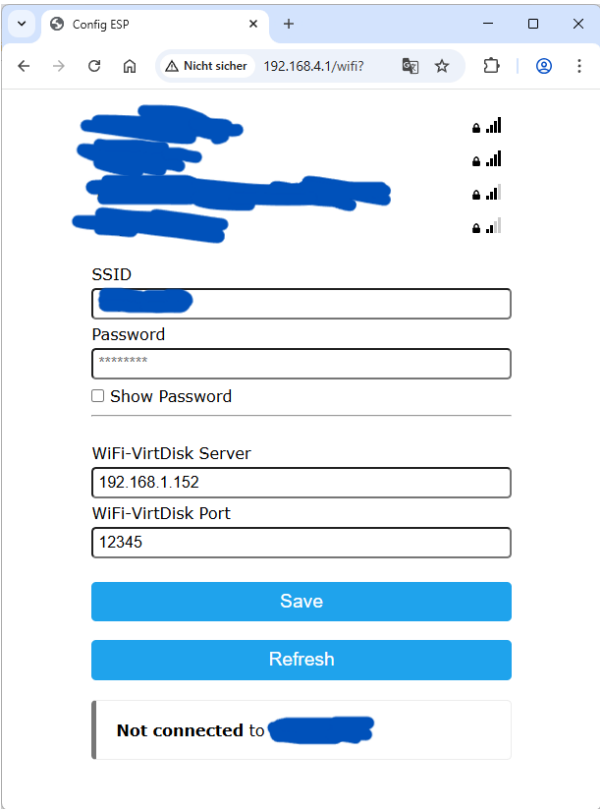 Config ESP
Nicht sicher 192.168.4.1/wifi?
SSID
Password
********
Show Password
WiFi-VirtDisk Server
192.168.1.152
WiFi-VirtDisk Port
12345
Save
Refresh
Not connected to